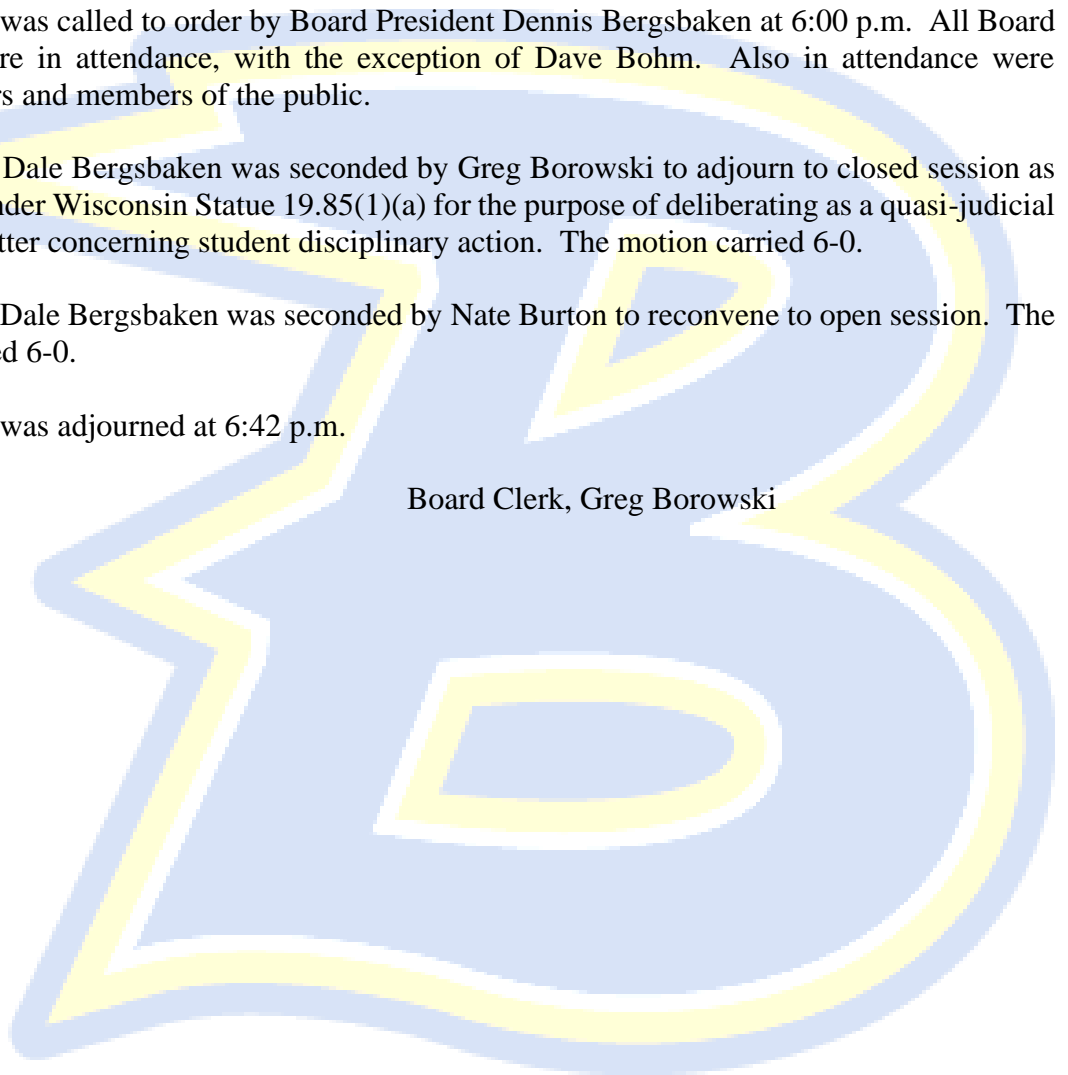 was called to order by Board President Dennis Bergsbaken at 6:00 p.m. All Board
re in attendance, with the exception of Dave Bohm. Also in attendance were
rs and members of the public.
Dale Bergsbaken was seconded by Greg Borowski to adjourn to closed session as
nder Wisconsin Statue 19.85(1)(a) for the purpose of deliberating as a quasi-judicial
tter concerning student disciplinary action. The motion carried 6-0.
Dale Bergsbaken was seconded by Nate Burton to reconvene to open session. The
ed 6-0.
was adjourned at 6:42 p.m.
Board Clerk, Greg Borowski
B